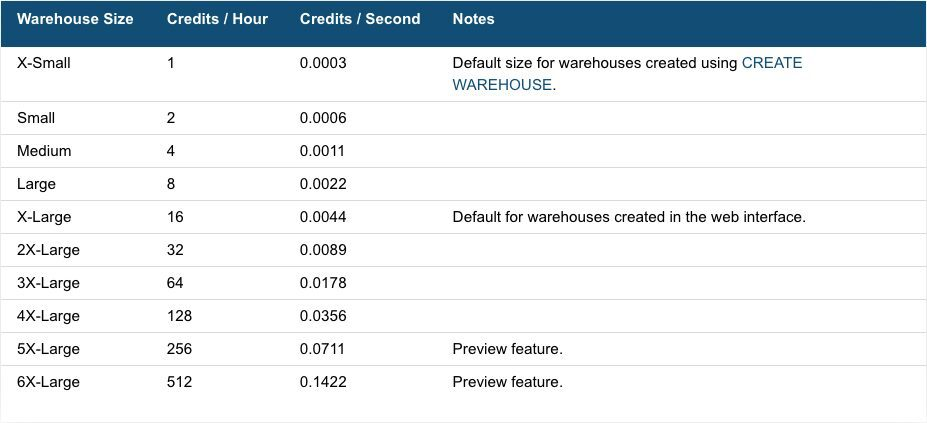 Warehouse Size Credits / Hour Credits / Second Notes
X-Small 1 0.0003 Default size for warehouses created using CREATE
WAREHOUSE.
Small 2 0.0006
Medium 4 0.0011
Large 8 0.0022
X-Large 16 0.0044 Default for warehouses created in the web interface.
2X-Large 32 0.0089
3X-Large 64 0.0178
4X-Large 128 0.0356
5X-Large 256 0.0711 Preview feature.
6X-Large 512 0.1422 Preview feature.